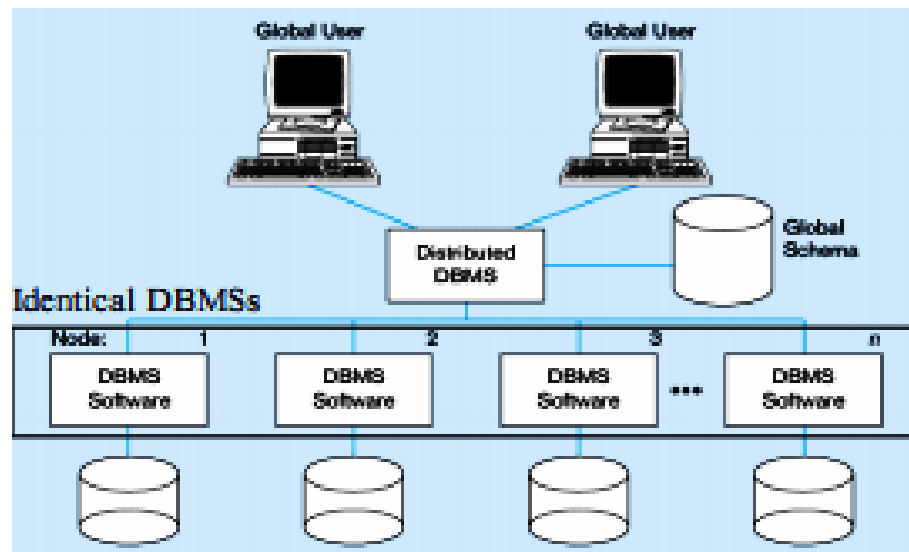 Global User
Global User
Distributed
DBMS
Global
Schema
Identical DBMSs
Node: 1 2 3 n
DBMS
Software
DBMS
Software
DBMS
Software
•••
DBMS
Software